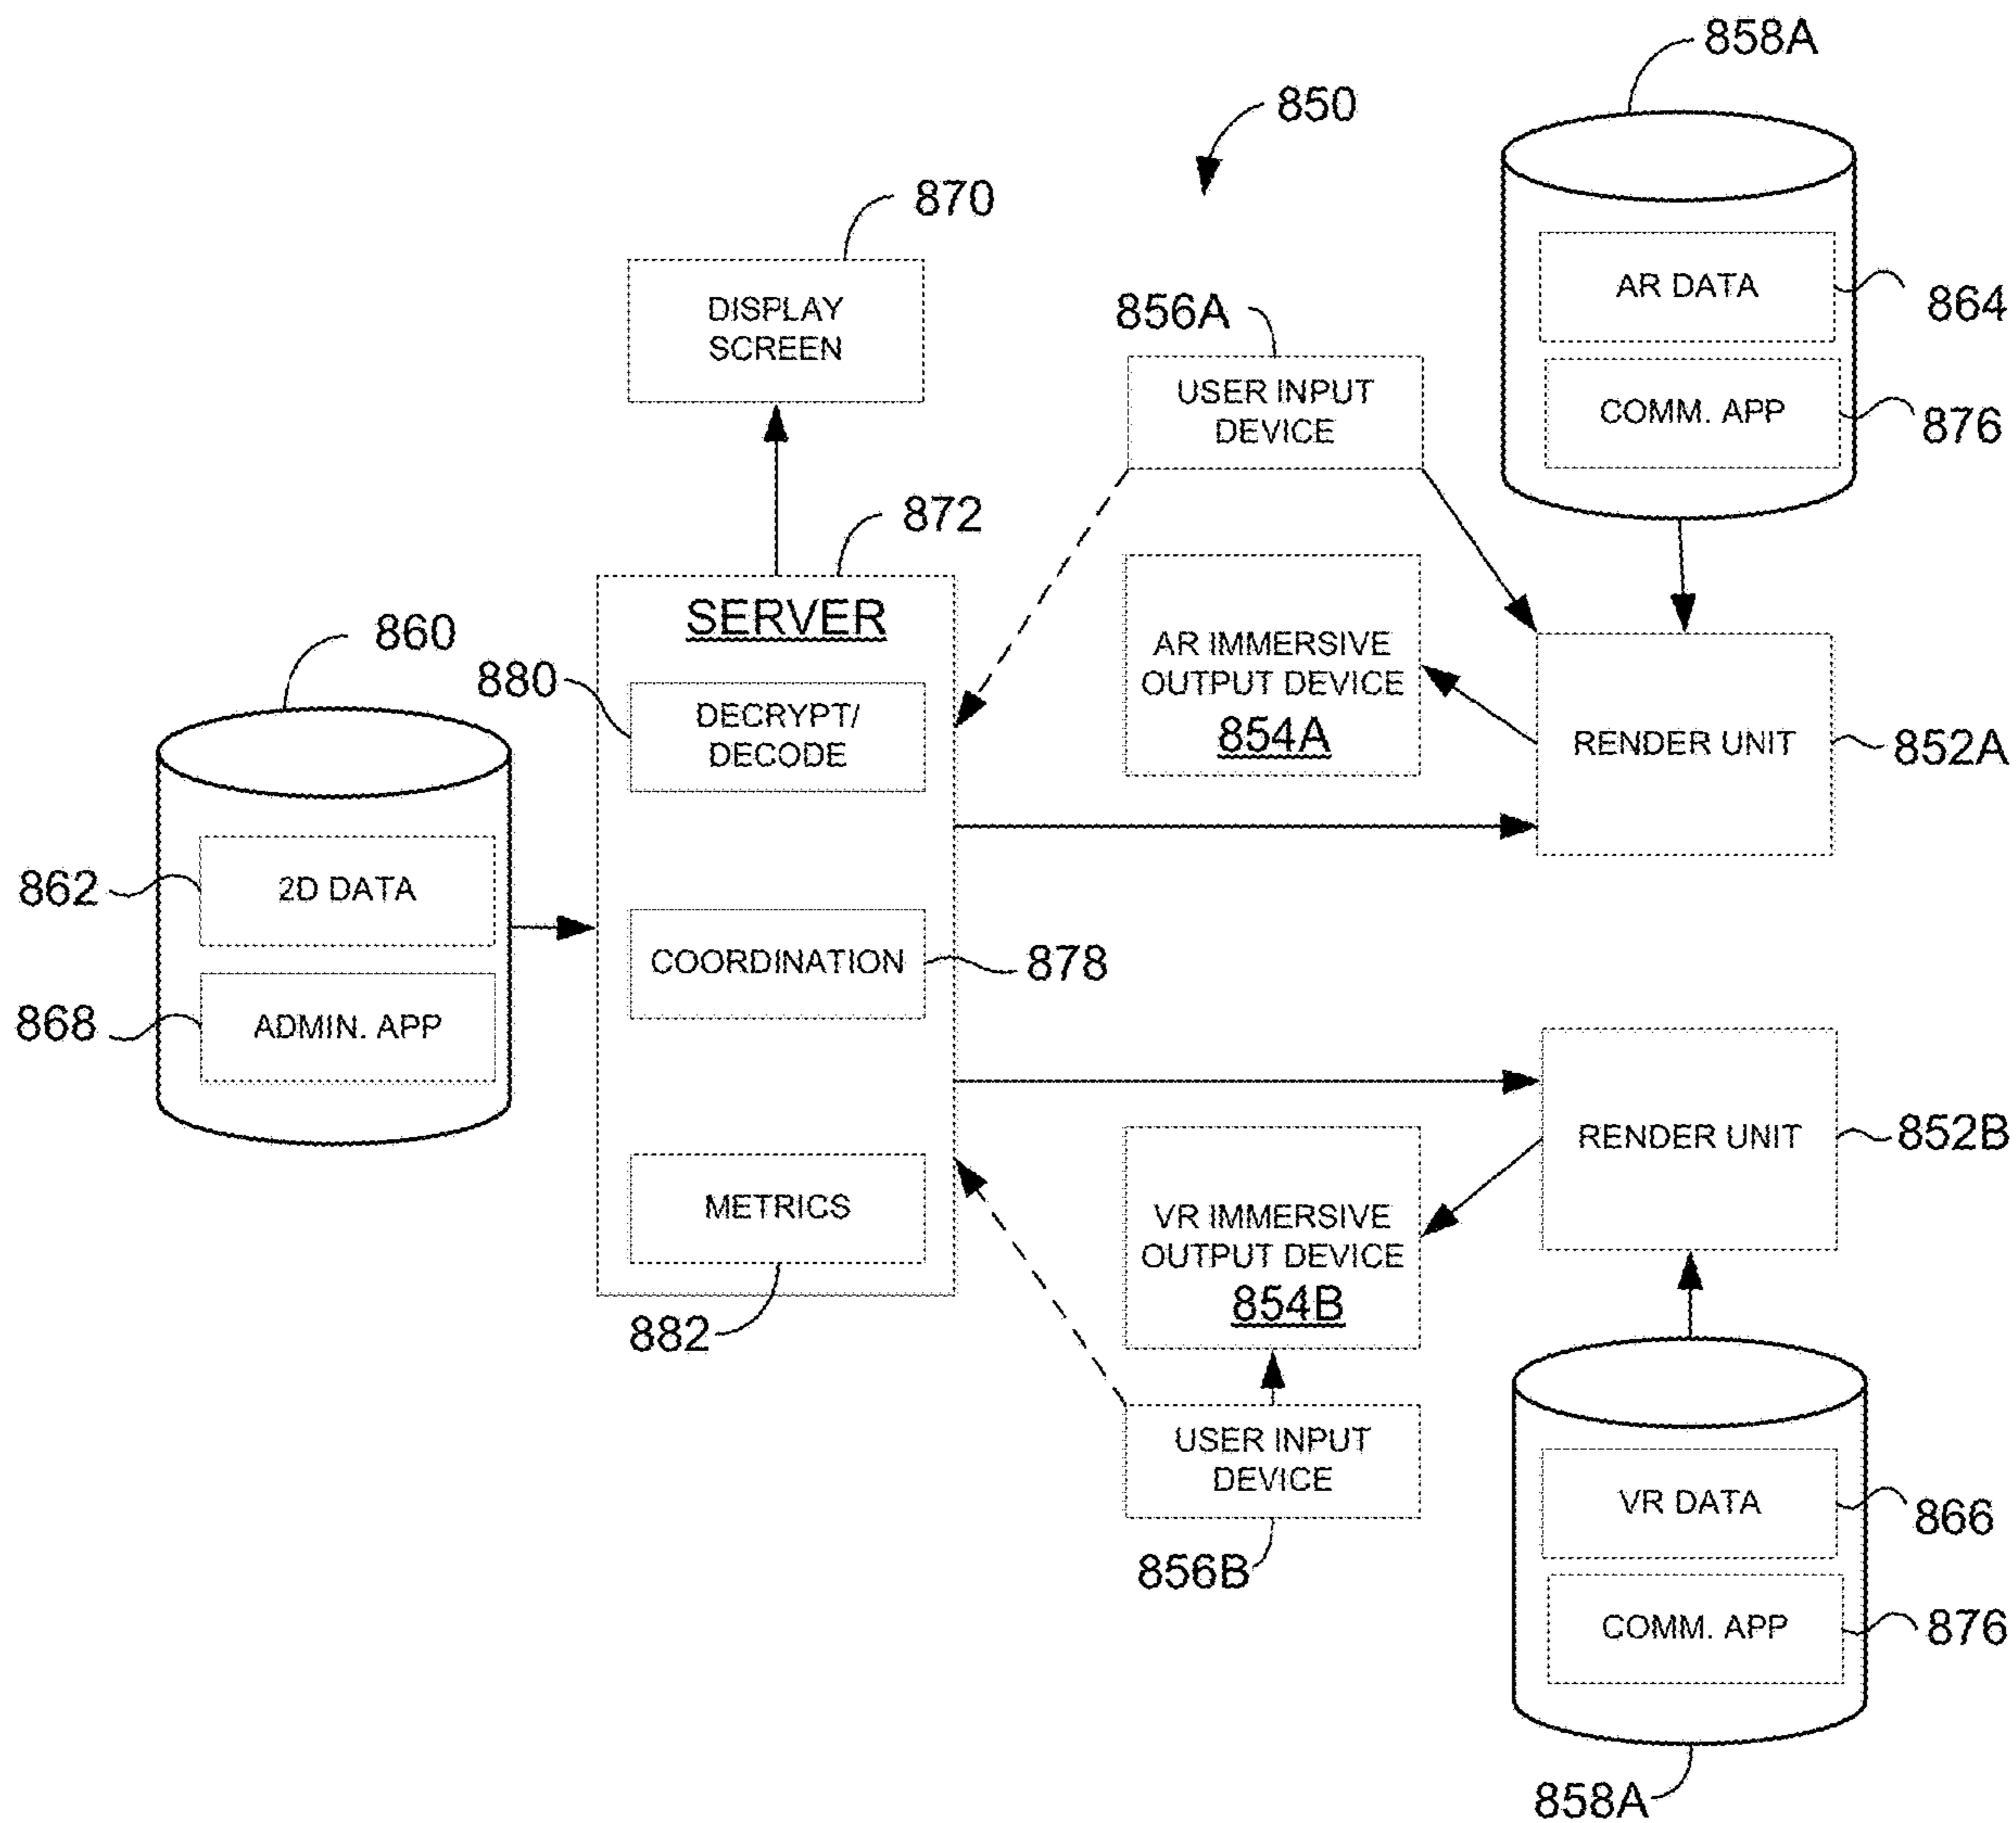 858A
850
870
AR DATA
864
DISPLAY
SCREEN
856A
USER INPUT
DEVICE
COMM. APP
876
872
SERVER
860
880
DECRYPT/
DECODE
AR IMMERSIVE
OUTPUT DEVICE
854A
RENDER UNIT
852A
862
2D DATA
COORDINATION
878
868
ADMIN. APP
RENDER UNIT
852B
METRICS
882
VR IMMERSIVE
OUTPUT DEVICE
854B
USER INPUT
DEVICE
856B
VR DATA
866
COMM. APP
876
858A